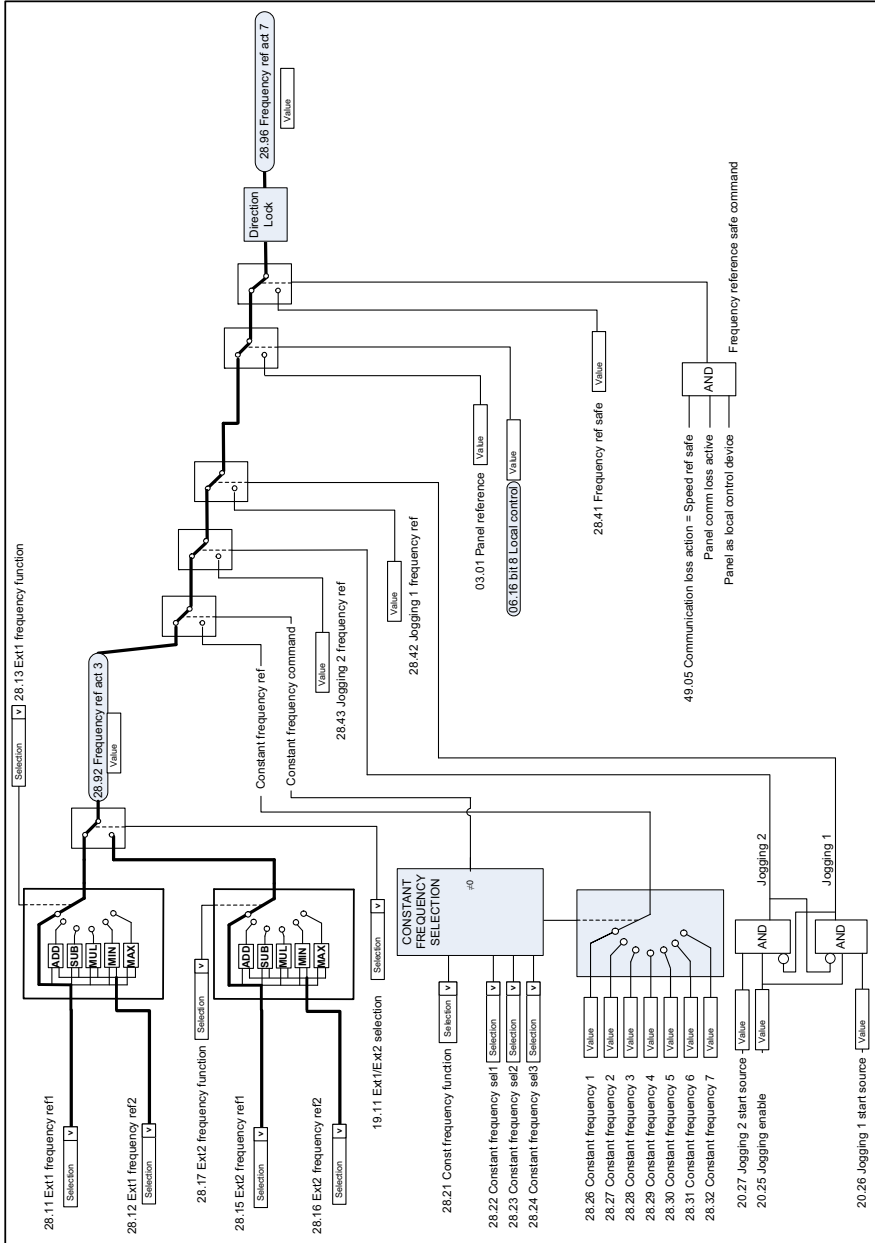 28.11 Ext1 frequency ref1
Selection v
28.12 Ext1 frequency ref2
Selection v
ADD
SUB
MUL
MIN
MAX
Selection v 28.13 Ext1 frequency function
28.17 Ext2 frequency function
Selection v
28.15 Ext2 frequency ref1
Selection v
28.16 Ext2 frequency ref2
Selection v
ADD
SUB
MUL
MIN
MAX
19.11 Ext1/Ext2 selection
Selection v
28.92 Frequency ref act 3
Value
28.21 Const frequency function Selection v
28.22 Constant frequency sel1 Selection v
28.23 Constant frequency sel2 Selection v
28.24 Constant frequency sel3 Selection v
CONSTANT
FREQUENCY
SELECTION
≠0
Constant frequency ref
Constant frequency command
28.26 Constant frequency 1 Value
28.27 Constant frequency 2 Value
28.28 Constant frequency 3 Value
28.29 Constant frequency 4 Value
28.30 Constant frequency 5 Value
28.31 Constant frequency 6 Value
28.32 Constant frequency 7 Value
20.27 Jogging 2 start source Value
20.25 Jogging enable Value
20.26 Jogging 1 start source Value
AND
AND
Jogging 2
Jogging 1
Value
28.43 Jogging 2 frequency ref
Value
28.42 Jogging 1 frequency ref
03.01 Panel reference Value
06.16 bit 8 Local control Value
28.41 Frequency ref safe Value
49.05 Communication loss action = Speed ref safe
Panel comm loss active
Panel as local control device
AND
Frequency reference safe command
Direction
Lock
28.96 Frequency ref act 7
Value